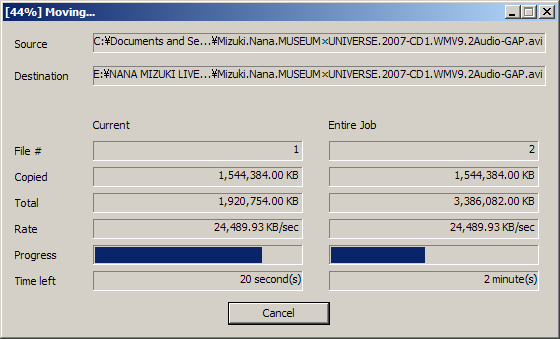 [44%] Moving...
Source C:¥Documents and Se...¥Mizuki.Nana.MUSEUM×UNIVERSE.2007-CD1.WMV9.2Audio-GAP.avi
Destination E:¥NANA MIZUKI LIVE...¥Mizuki.Nana.MUSEUM×UNIVERSE.2007-CD1.WMV9.2Audio-GAP.avi
Current Entire Job
File # 1 2
Copied 1,544,384.00 KB 1,544,384.00 KB
Total 1,920,754.00 KB 3,386,082.00 KB
Rate 24,489.93 KB/sec 24,489.93 KB/sec
Progress
Time left 20 second(s) 2 minute(s)
Cancel